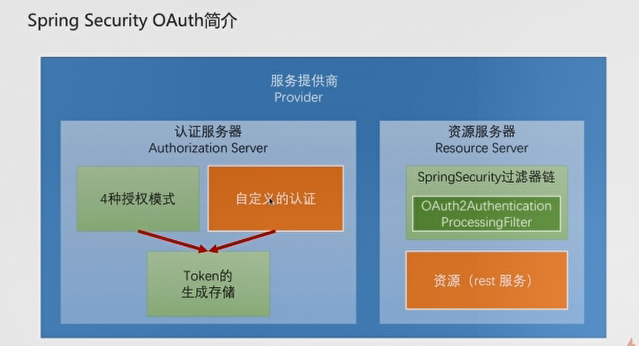 Spring Security OAuth简介
服务提供商
Provider
认证服务器
Authorization Server
4种授权模式
自定义的认证
Token的
生成存储
资源服务器
Resource Server
SpringSecurity过滤器链
OAuth2Authentication
ProcessingFilter
资源（rest 服务）